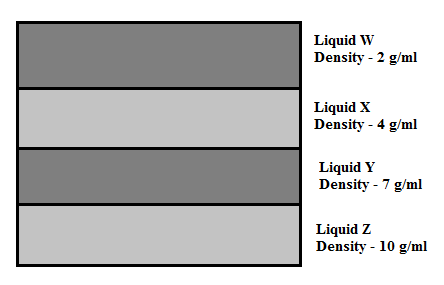 Liquid W
Density - 2 g/ml
Liquid X
Density - 4 g/ml
Liquid Y
Density - 7 g/ml
Liquid Z
Density - 10 g/ml